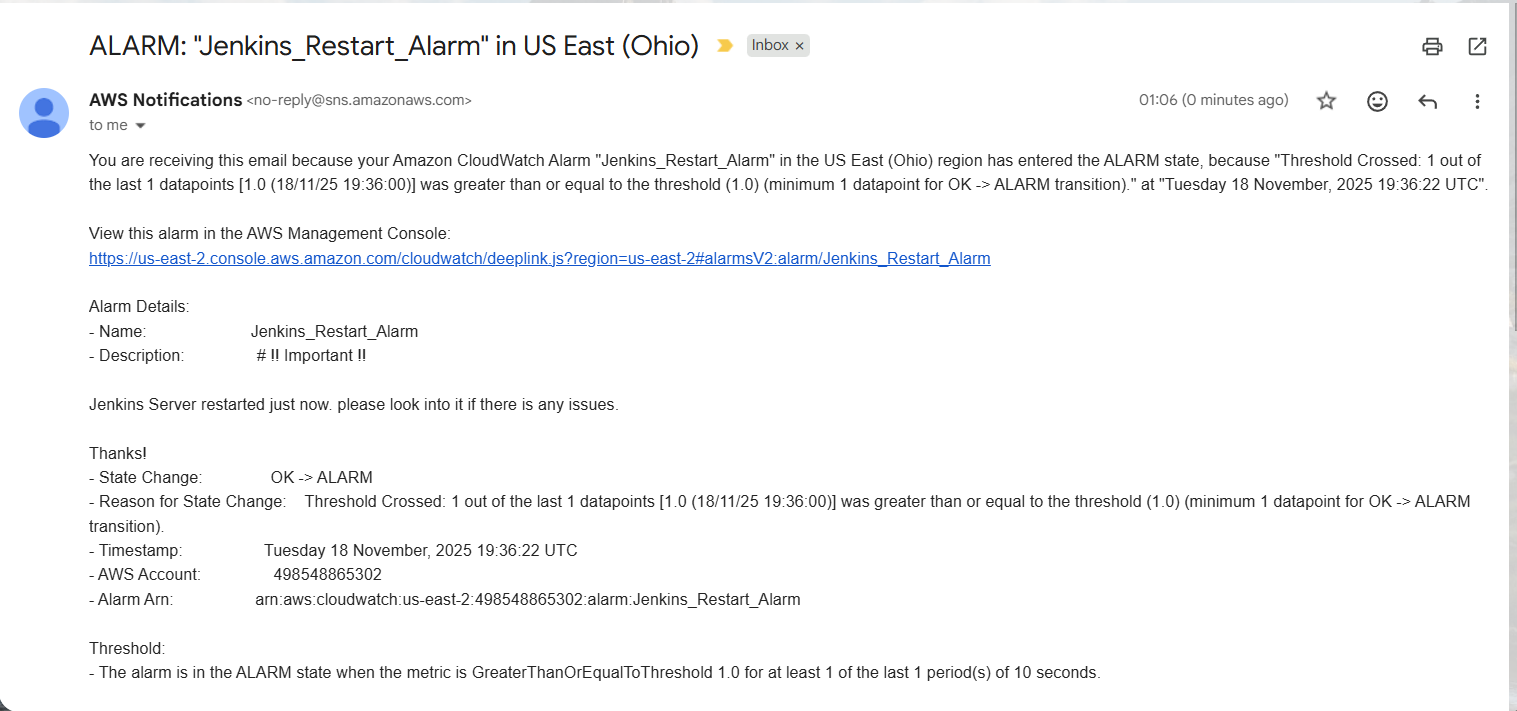 ALARM: "Jenkins_Restart_Alarm" in US East (Ohio) Inbox ×
AWS Notifications <no-reply@sns.amazonaws.com> 01:06 (0 minutes ago)
to me
You are receiving this email because your Amazon CloudWatch Alarm "Jenkins_Restart_Alarm" in the US East (Ohio) region has entered the ALARM state, because "Threshold Crossed: 1 out of
the last 1 datapoints [1.0 (18/11/25 19:36:00)] was greater than or equal to the threshold (1.0) (minimum 1 datapoint for OK -> ALARM transition)." at "Tuesday 18 November, 2025 19:36:22 UTC".
View this alarm in the AWS Management Console:
https://us-east-2.console.aws.amazon.com/cloudwatch/deeplink.js?region=us-east-2#alarmsV2:alarm/Jenkins_Restart_Alarm
Alarm Details:
- Name: Jenkins_Restart_Alarm
- Description: # !! Important !!
Jenkins Server restarted just now. please look into it if there is any issues.
Thanks!
- State Change: OK -> ALARM
- Reason for State Change: Threshold Crossed: 1 out of the last 1 datapoints [1.0 (18/11/25 19:36:00)] was greater than or equal to the threshold (1.0) (minimum 1 datapoint for OK -> ALARM
transition).
- Timestamp: Tuesday 18 November, 2025 19:36:22 UTC
- AWS Account: 498548865302
- Alarm Arn: arn:aws:cloudwatch:us-east-2:498548865302:alarm:Jenkins_Restart_Alarm
Threshold:
- The alarm is in the ALARM state when the metric is GreaterThanOrEqualToThreshold 1.0 for at least 1 of the last 1 period(s) of 10 seconds.